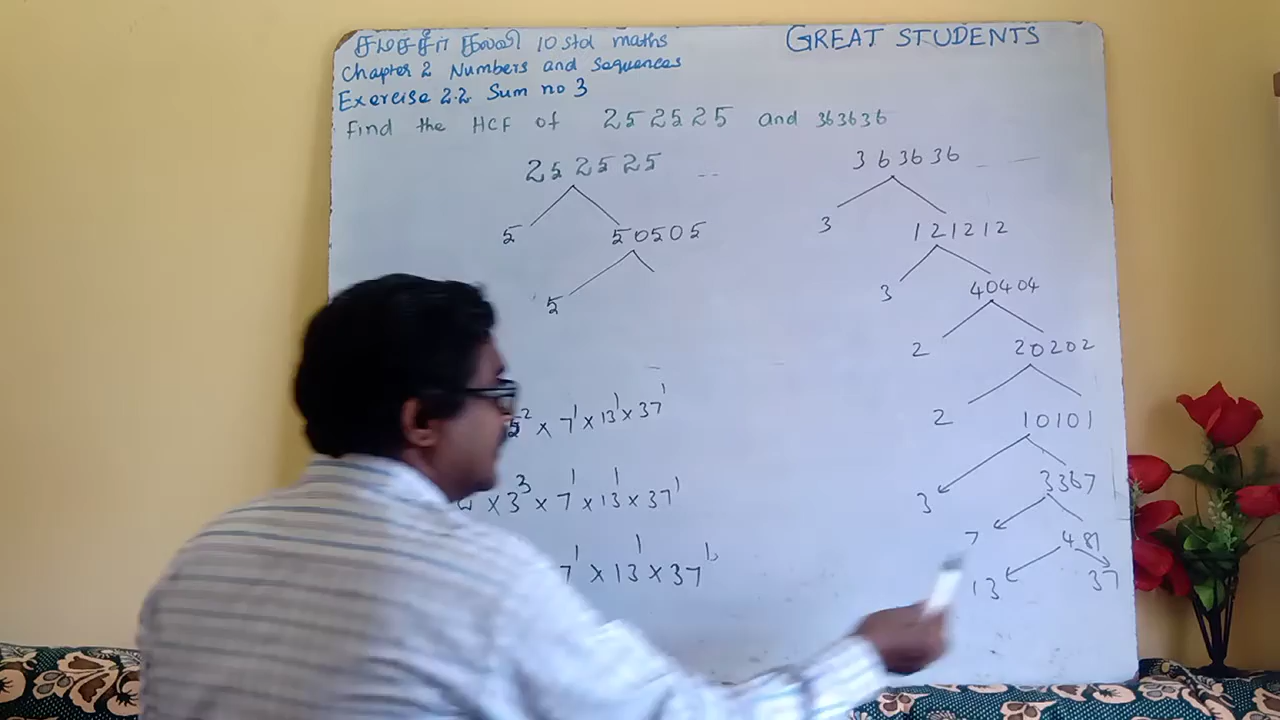 சமச்சீர் கல்வி 10 std maths
GREAT STUDENTS
Chapter 2 Numbers and Sequences
Exercise 2.2 Sum no 3
Find the HCF of 252525 and 363636
252525
5 50505
5
5² × 7¹ × 13¹ × 37¹
× 3³ × 7¹ × 13¹ × 37¹
7¹ × 13¹ × 37¹
363636
3 121212
3 40404
2 20202
2 10101
3 3367
7 481
13 37